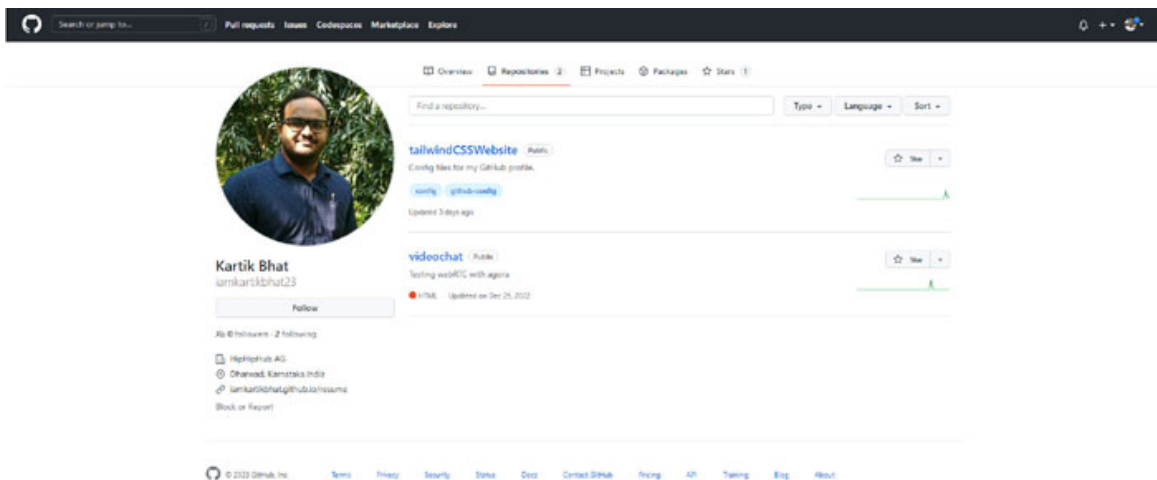 Search or jump to... /
Pull requests Issues Codespaces Marketplace Explore
Overview Repositories 2 Projects Packages Stars 1
Find a repository...
Type Language Sort
tailwindCSSWebsite Public
Config files for my GitHub profile.
Star
config github-config
Updated 3 days ago
videochat Public
Testing webRTC with agora
Star
HTML Updated on Dec 25, 2022
Kartik Bhat
iamkartikbhat23
Follow
0 followers · 2 following
HipHipHub AG
Dharwad, Karnataka India
iamkartikbhat.github.io/resume
Block or Report
© 2023 GitHub, Inc. Terms Privacy Security Status Docs Contact GitHub Pricing API Training Blog About